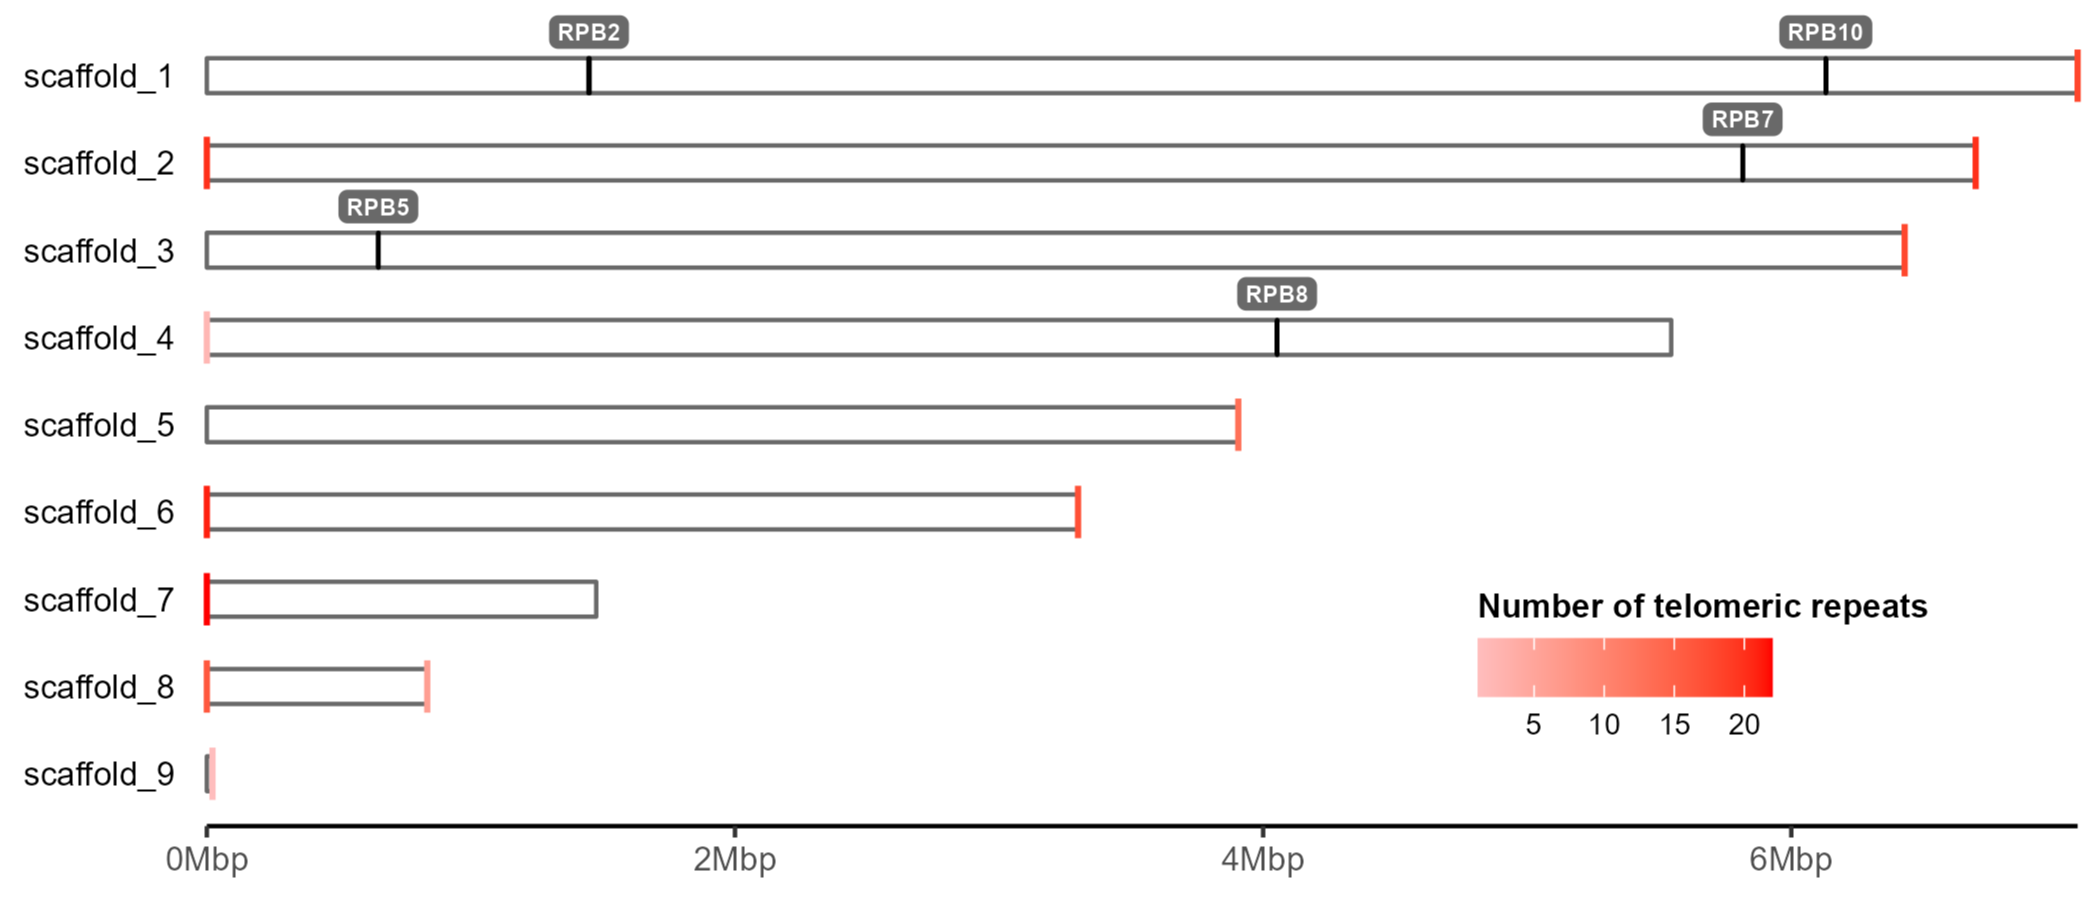 RPB2 RPB10
scaffold_1
RPB7
scaffold_2
RPB5
scaffold_3
RPB8
scaffold_4
scaffold_5
scaffold_6
scaffold_7
scaffold_8
scaffold_9
Number of telomeric repeats
5 10 15 20
0Mbp 2Mbp 4Mbp 6Mbp